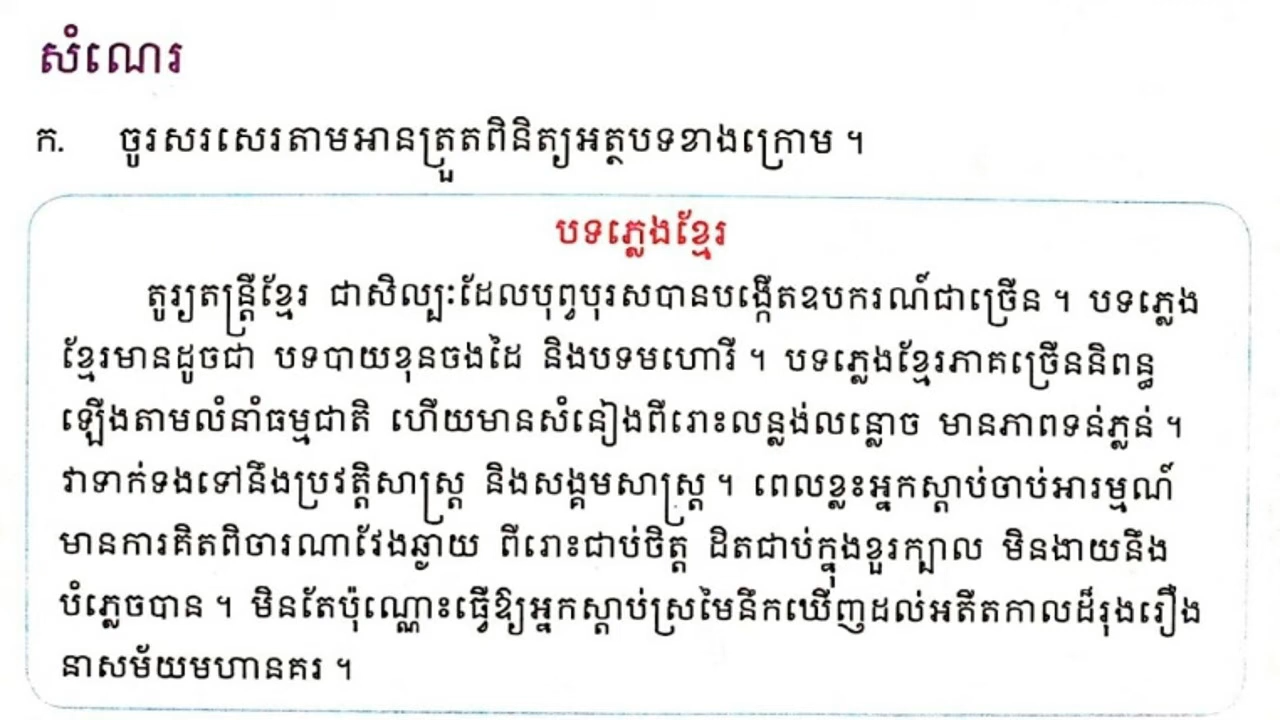 សំណេរ
ក. ចូរសរសេរតាមអានត្រួតពិនិត្យអត្ថបទខាងក្រោម ។
បទភ្លេងខ្មែរ
តូរ្យតន្ត្រីខ្មែរ ជាសិល្បៈដែលបុព្វបុរសបានបង្កើតឧបករណ៍ជាច្រើន ។ បទភ្លេង
ខ្មែរមានដូចជា បទបាយខុនចងដៃ និងបទមហោរី ។ បទភ្លេងខ្មែរភាគច្រើននិពន្ធ
ឡើងតាមលំនាំធម្មជាតិ ហើយមានសំនៀងពីរោះលន្លង់លន្លោច មានភាពទន់ភ្លន់ ។
វាទាក់ទងទៅនឹងប្រវត្តិសាស្ត្រ និងសង្គមសាស្ត្រ ។ ពេលខ្លះអ្នកស្តាប់ចាប់អារម្មណ៍
មានការគិតពិចារណាវែងឆ្ងាយ ពីរោះជាប់ចិត្ត ដិតជាប់ក្នុងខួរក្បាល មិនងាយនឹង
បំភ្លេចបាន ។ មិនតែប៉ុណ្ណោះធ្វើឱ្យអ្នកស្តាប់ស្រមៃនឹកឃើញដល់អតីតកាលដ៏រុងរឿង
នាសម័យមហានគរ ។